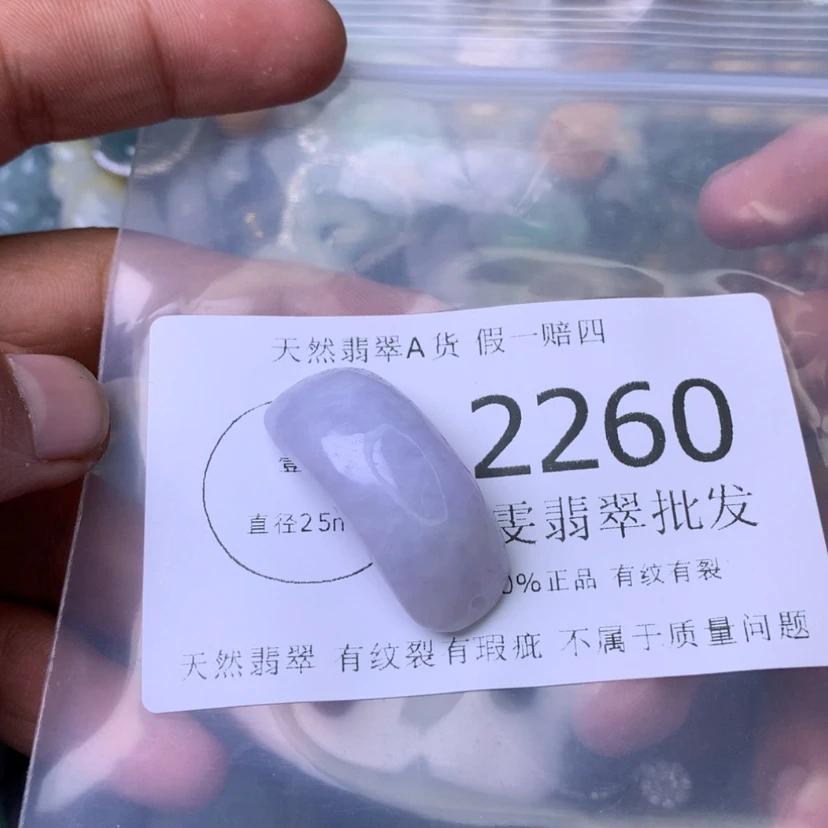 天然翡翠A货 假一赔四
2260
壹
直径25m
雯翡翠批发
0%正品 有纹有裂
天然翡翠 有纹裂有瑕疵 不属于质量问题